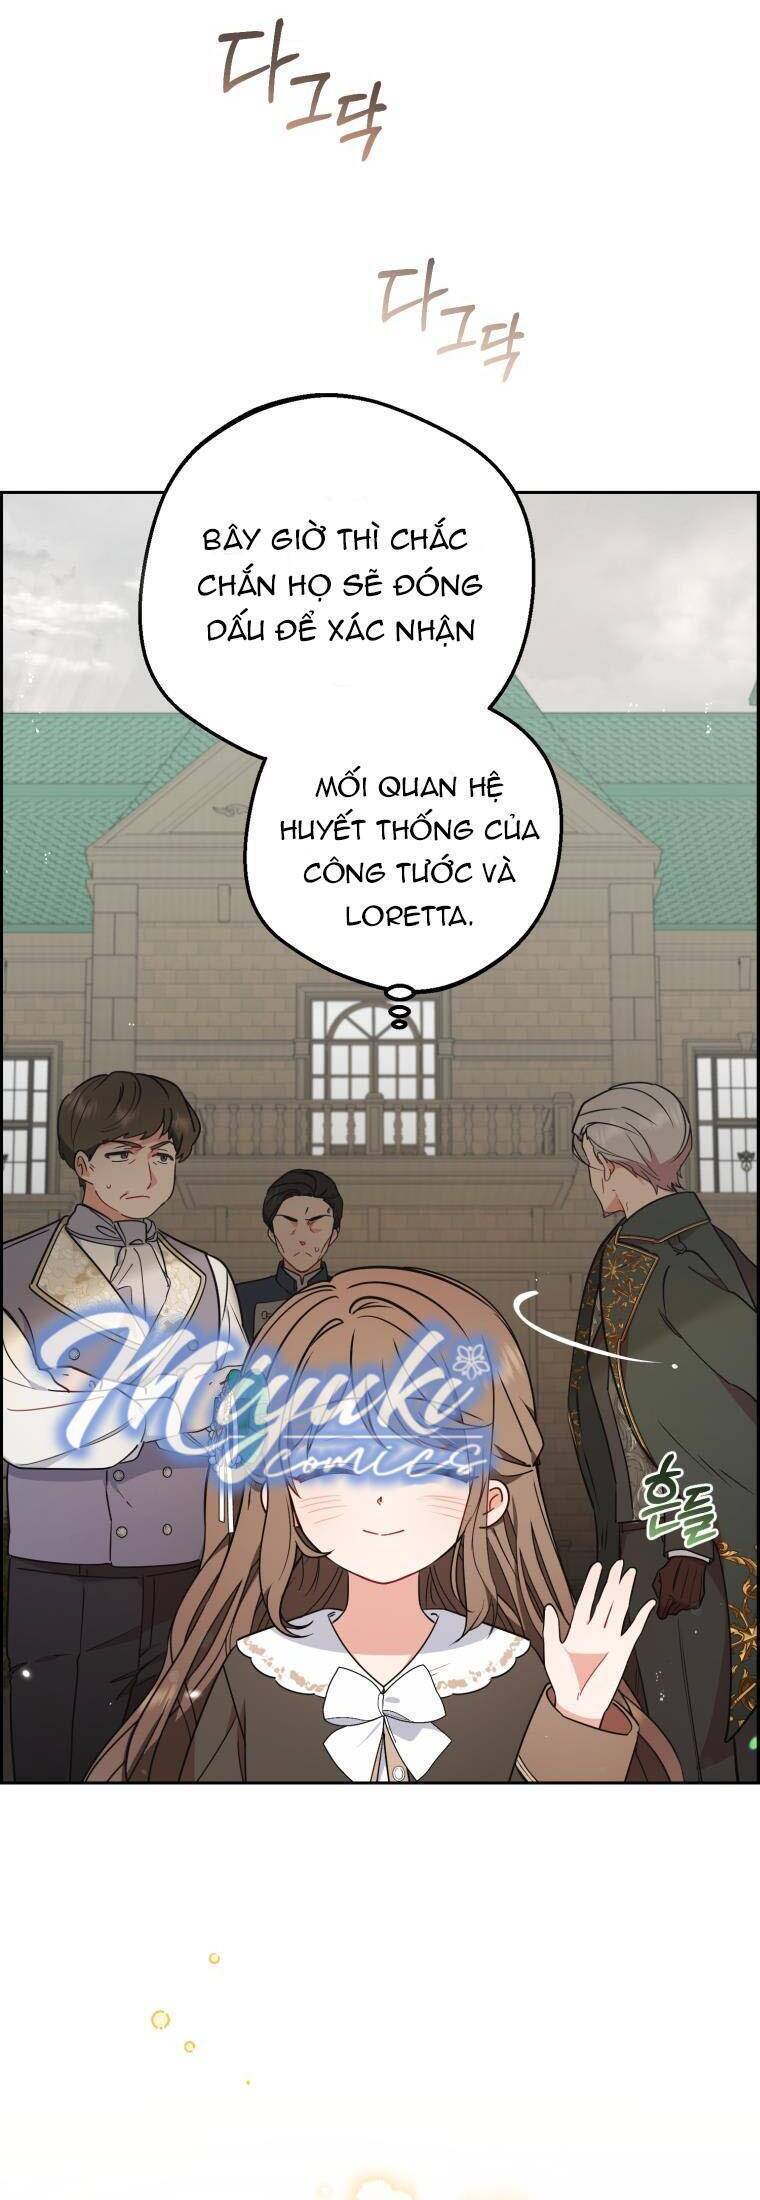 다그닥
다그닥
BÂY GIỜ THÌ CHẮC
CHẮN HỌ SẼ ĐÓNG
DẤU ĐỂ XÁC NHẬN
MỐI QUAN HỆ
HUYẾT THỐNG CỦA
CÔNG TƯỚC VÀ
LORETTA.
Miyuki
comics
흔들